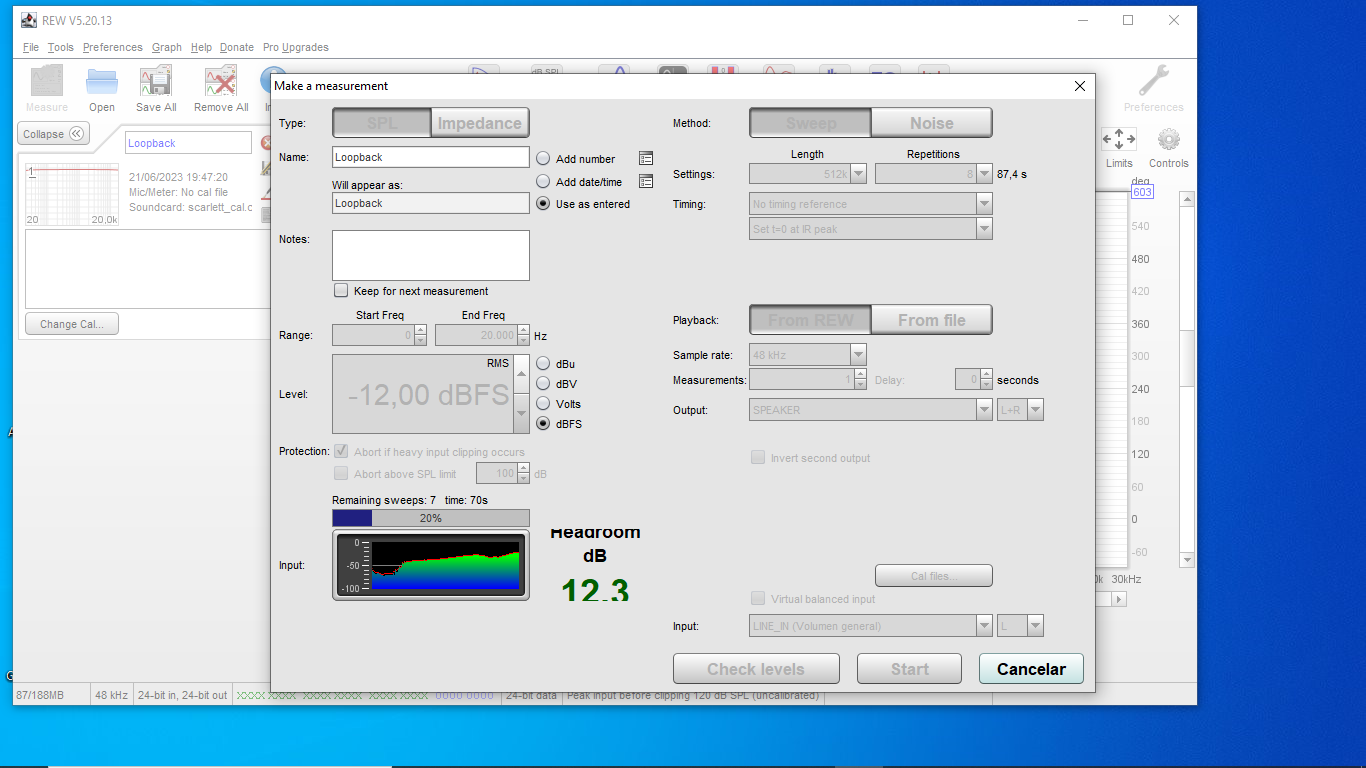 REW V5.20.13
File Tools Preferences Graph Help Donate Pro Upgrades
Measure Open Save All Remove All Preferences
dB SPL
Collapse
Loopback
Limits Controls
21/06/2023 19:47:20
Mic/Meter: No cal file
Soundcard: scarlett_cal.c
1
20 20,0k
Change Cal...
Make a measurement
Type: SPL Impedance
Name: Loopback
Add number
Add date/time
Use as entered
Will appear as:
Loopback
Notes:
Keep for next measurement
Start Freq End Freq
Range: 0 20.000 Hz
Level: -12,00 dBFS
RMS
dBu
dBV
Volts
dBFS
Protection: Abort if heavy input clipping occurs
Abort above SPL limit 100 dB
Remaining sweeps: 7 time: 70s
20%
Input:
0
-50
-100
Headroom
dB
12.3
Method: Sweep Noise
Length Repetitions
Settings: 512k 8 87,4 s
Timing: No timing reference
Set t=0 at IR peak
Playback: From REW From file
Sample rate: 48 kHz
Measurements: 1 Delay: 0 seconds
Output: SPEAKER L+R
Invert second output
Cal files...
Virtual balanced input
Input: LINE_IN (Volumen general) L
Check levels Start Cancelar
deg
603
540
480
420
360
300
240
180
120
60
0
-60
30kHz
87/188MB 48 kHz 24-bit in, 24-bit out XXXX XXXX XXXX XXXX XXXX XXXX 0000 0000 24-bit data Peak input before clipping 120 dB SPL (uncalibrated)